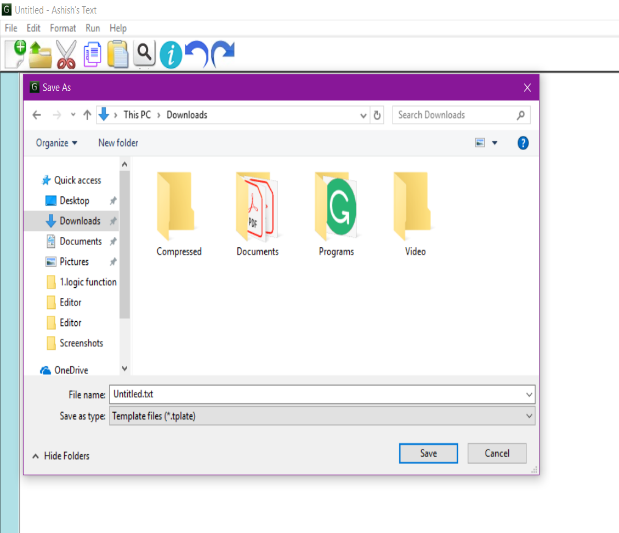 Untitled - Ashish's Text
File Edit Format Run Help
Save As
This PC > Downloads
Search Downloads
Organize New folder
Quick access
Desktop
Downloads
Documents
Pictures
1.logic function
Editor
Editor
Screenshots
OneDrive
Compressed
Documents
Programs
Video
PDF
File name: Untitled.txt
Save as type: Template files (*.tplate)
Hide Folders
Save
Cancel